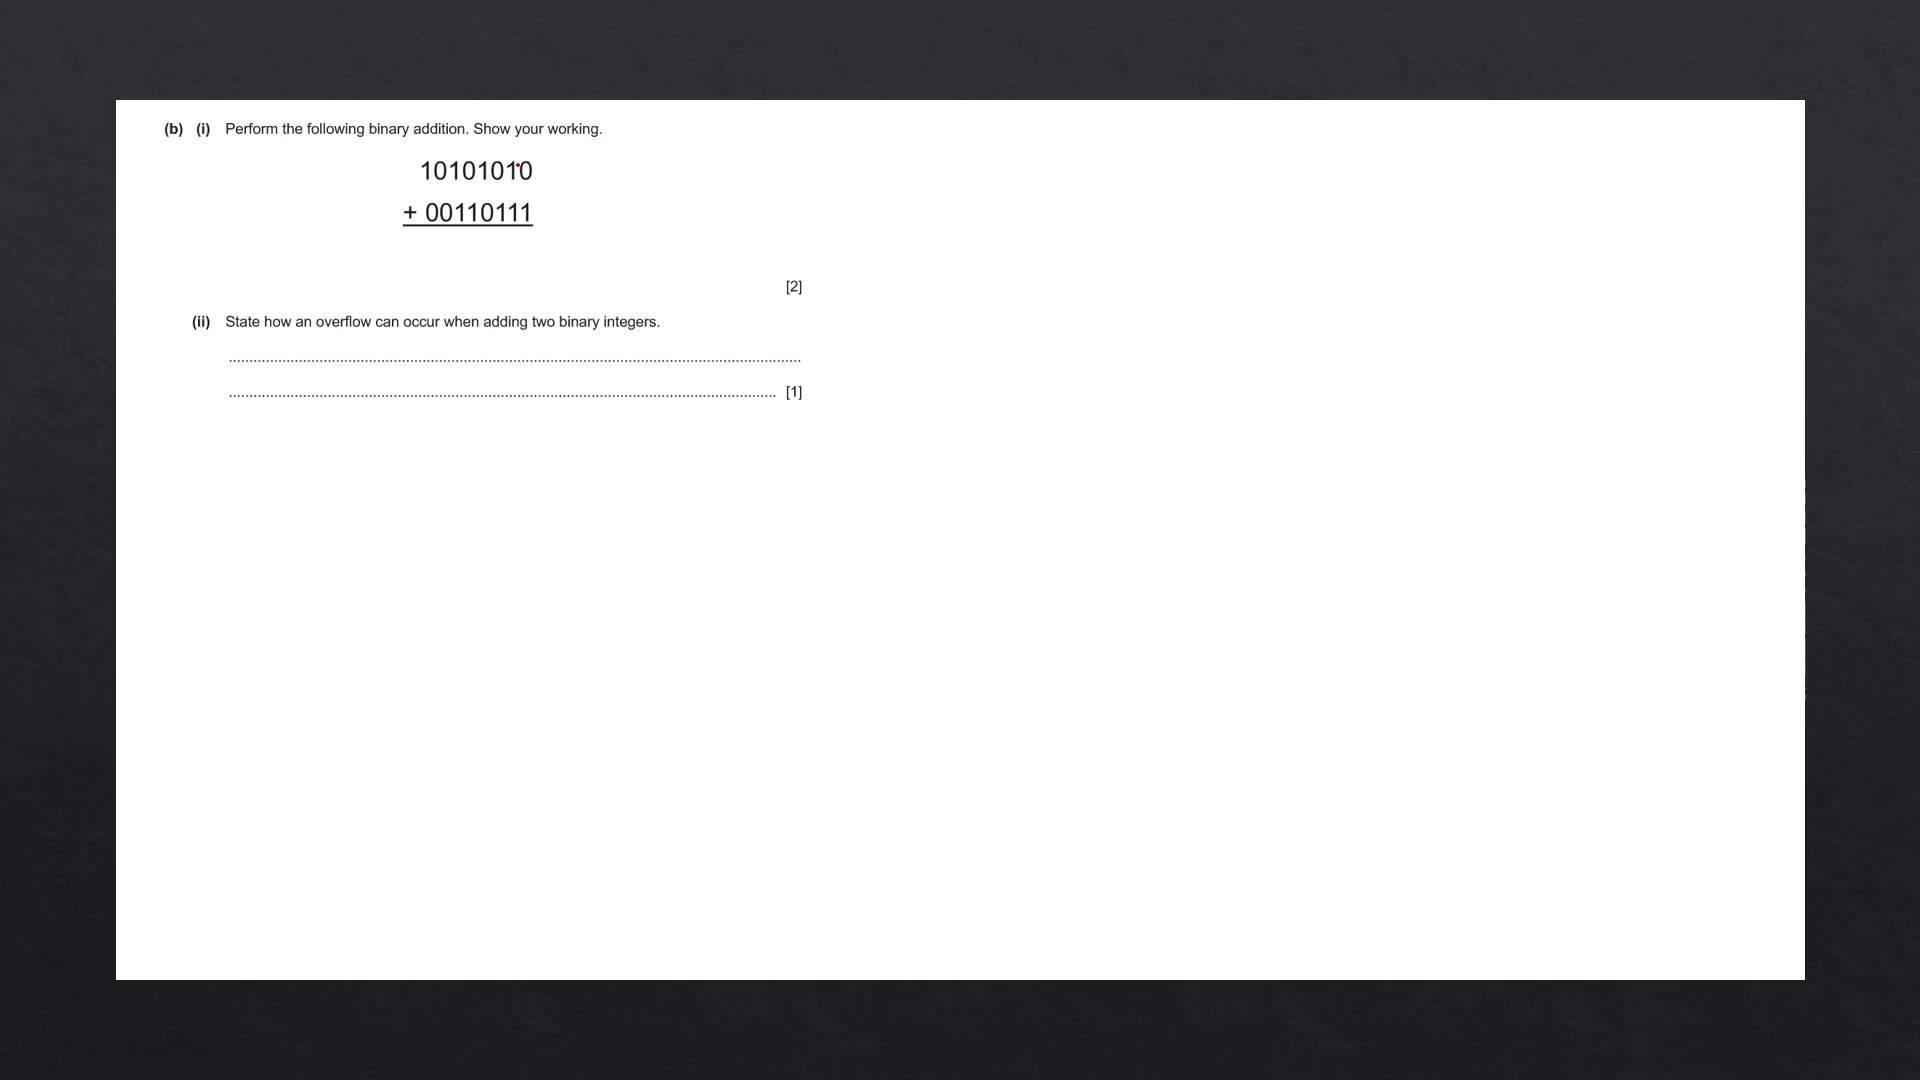 (b) (i) Perform the following binary addition. Show your working.
10101010
+ 00110111
[2]
(ii) State how an overflow can occur when adding two binary integers.
..........................................................................................................................................
.................................................................................................................................... [1]